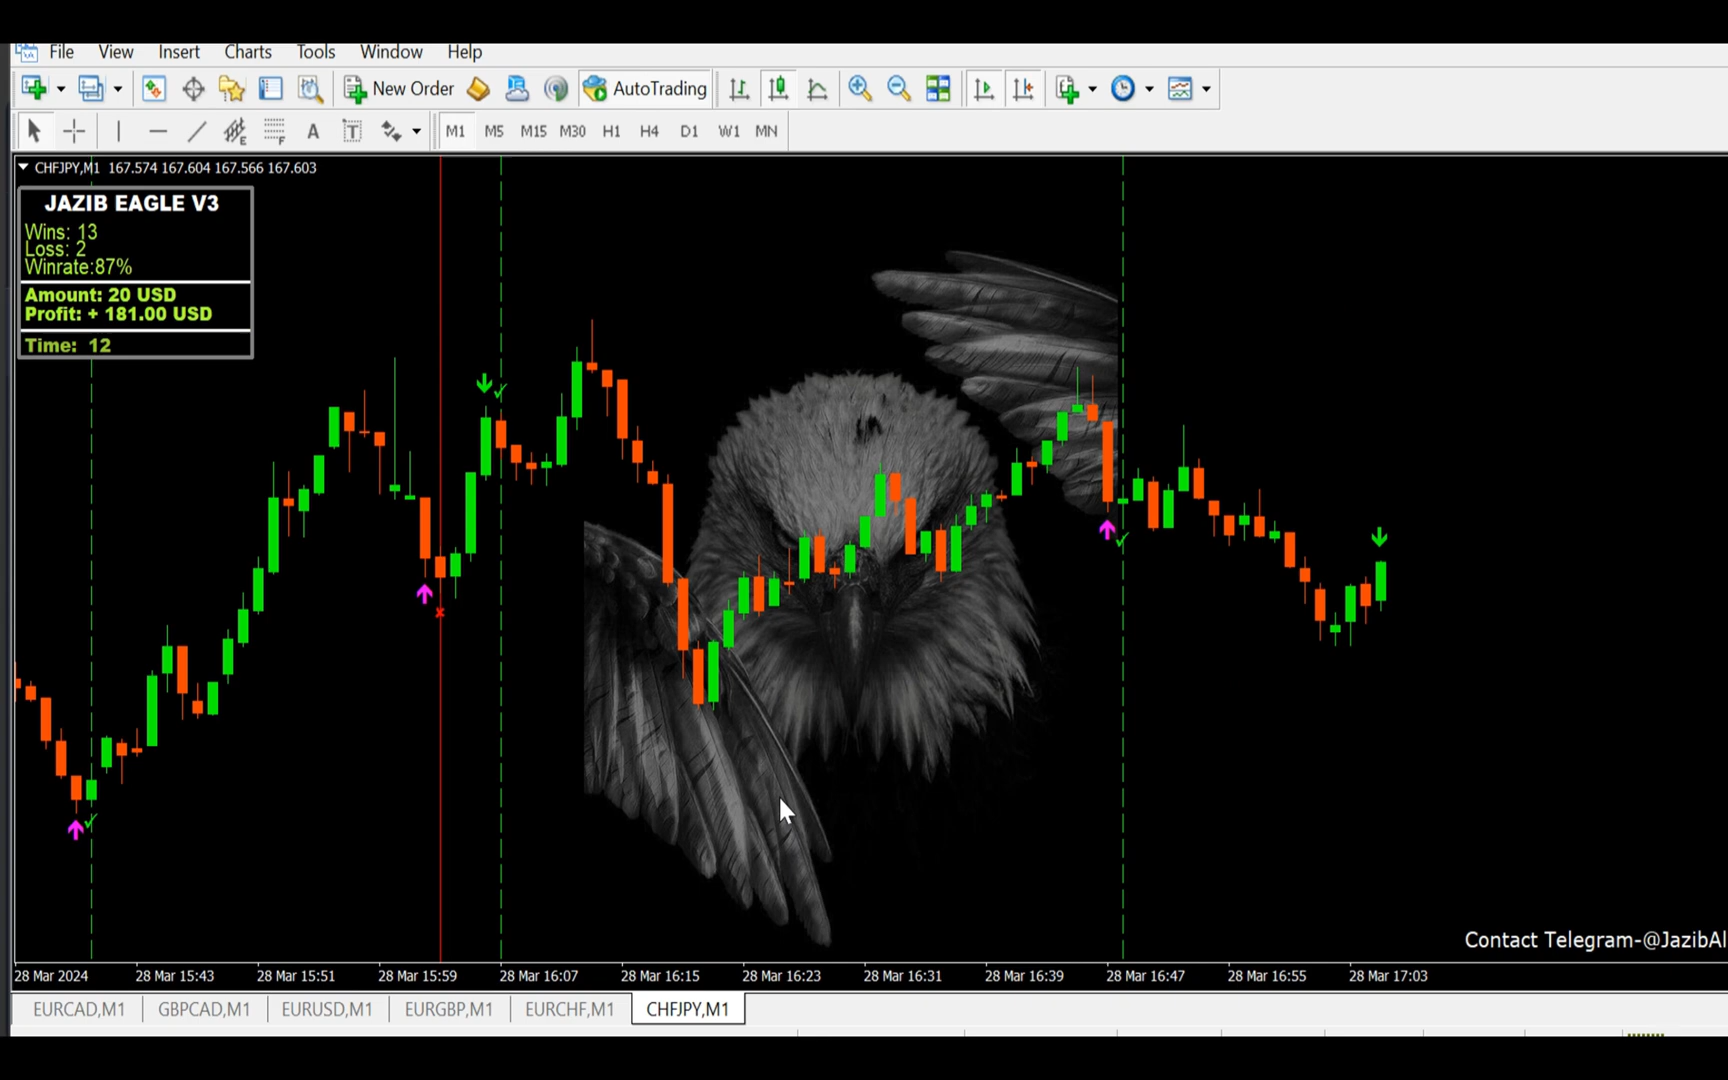 File View Insert Charts Tools Window Help
New Order AutoTrading
E F A T M1 M5 M15 M30 H1 H4 D1 W1 MN
CHFJPY,M1 167.574 167.604 167.566 167.603
JAZIB EAGLE V3
Wins: 13
Loss: 2
Winrate:87%
Amount: 20 USD
Profit: + 181.00 USD
Time: 12
Contact Telegram-@JazibAl
28 Mar 2024 28 Mar 15:43 28 Mar 15:51 28 Mar 15:59 28 Mar 16:07 28 Mar 16:15 28 Mar 16:23 28 Mar 16:31 28 Mar 16:39 28 Mar 16:47 28 Mar 16:55 28 Mar 17:03
EURCAD,M1 GBPCAD,M1 EURUSD,M1 EURGBP,M1 EURCHF,M1 CHFJPY,M1